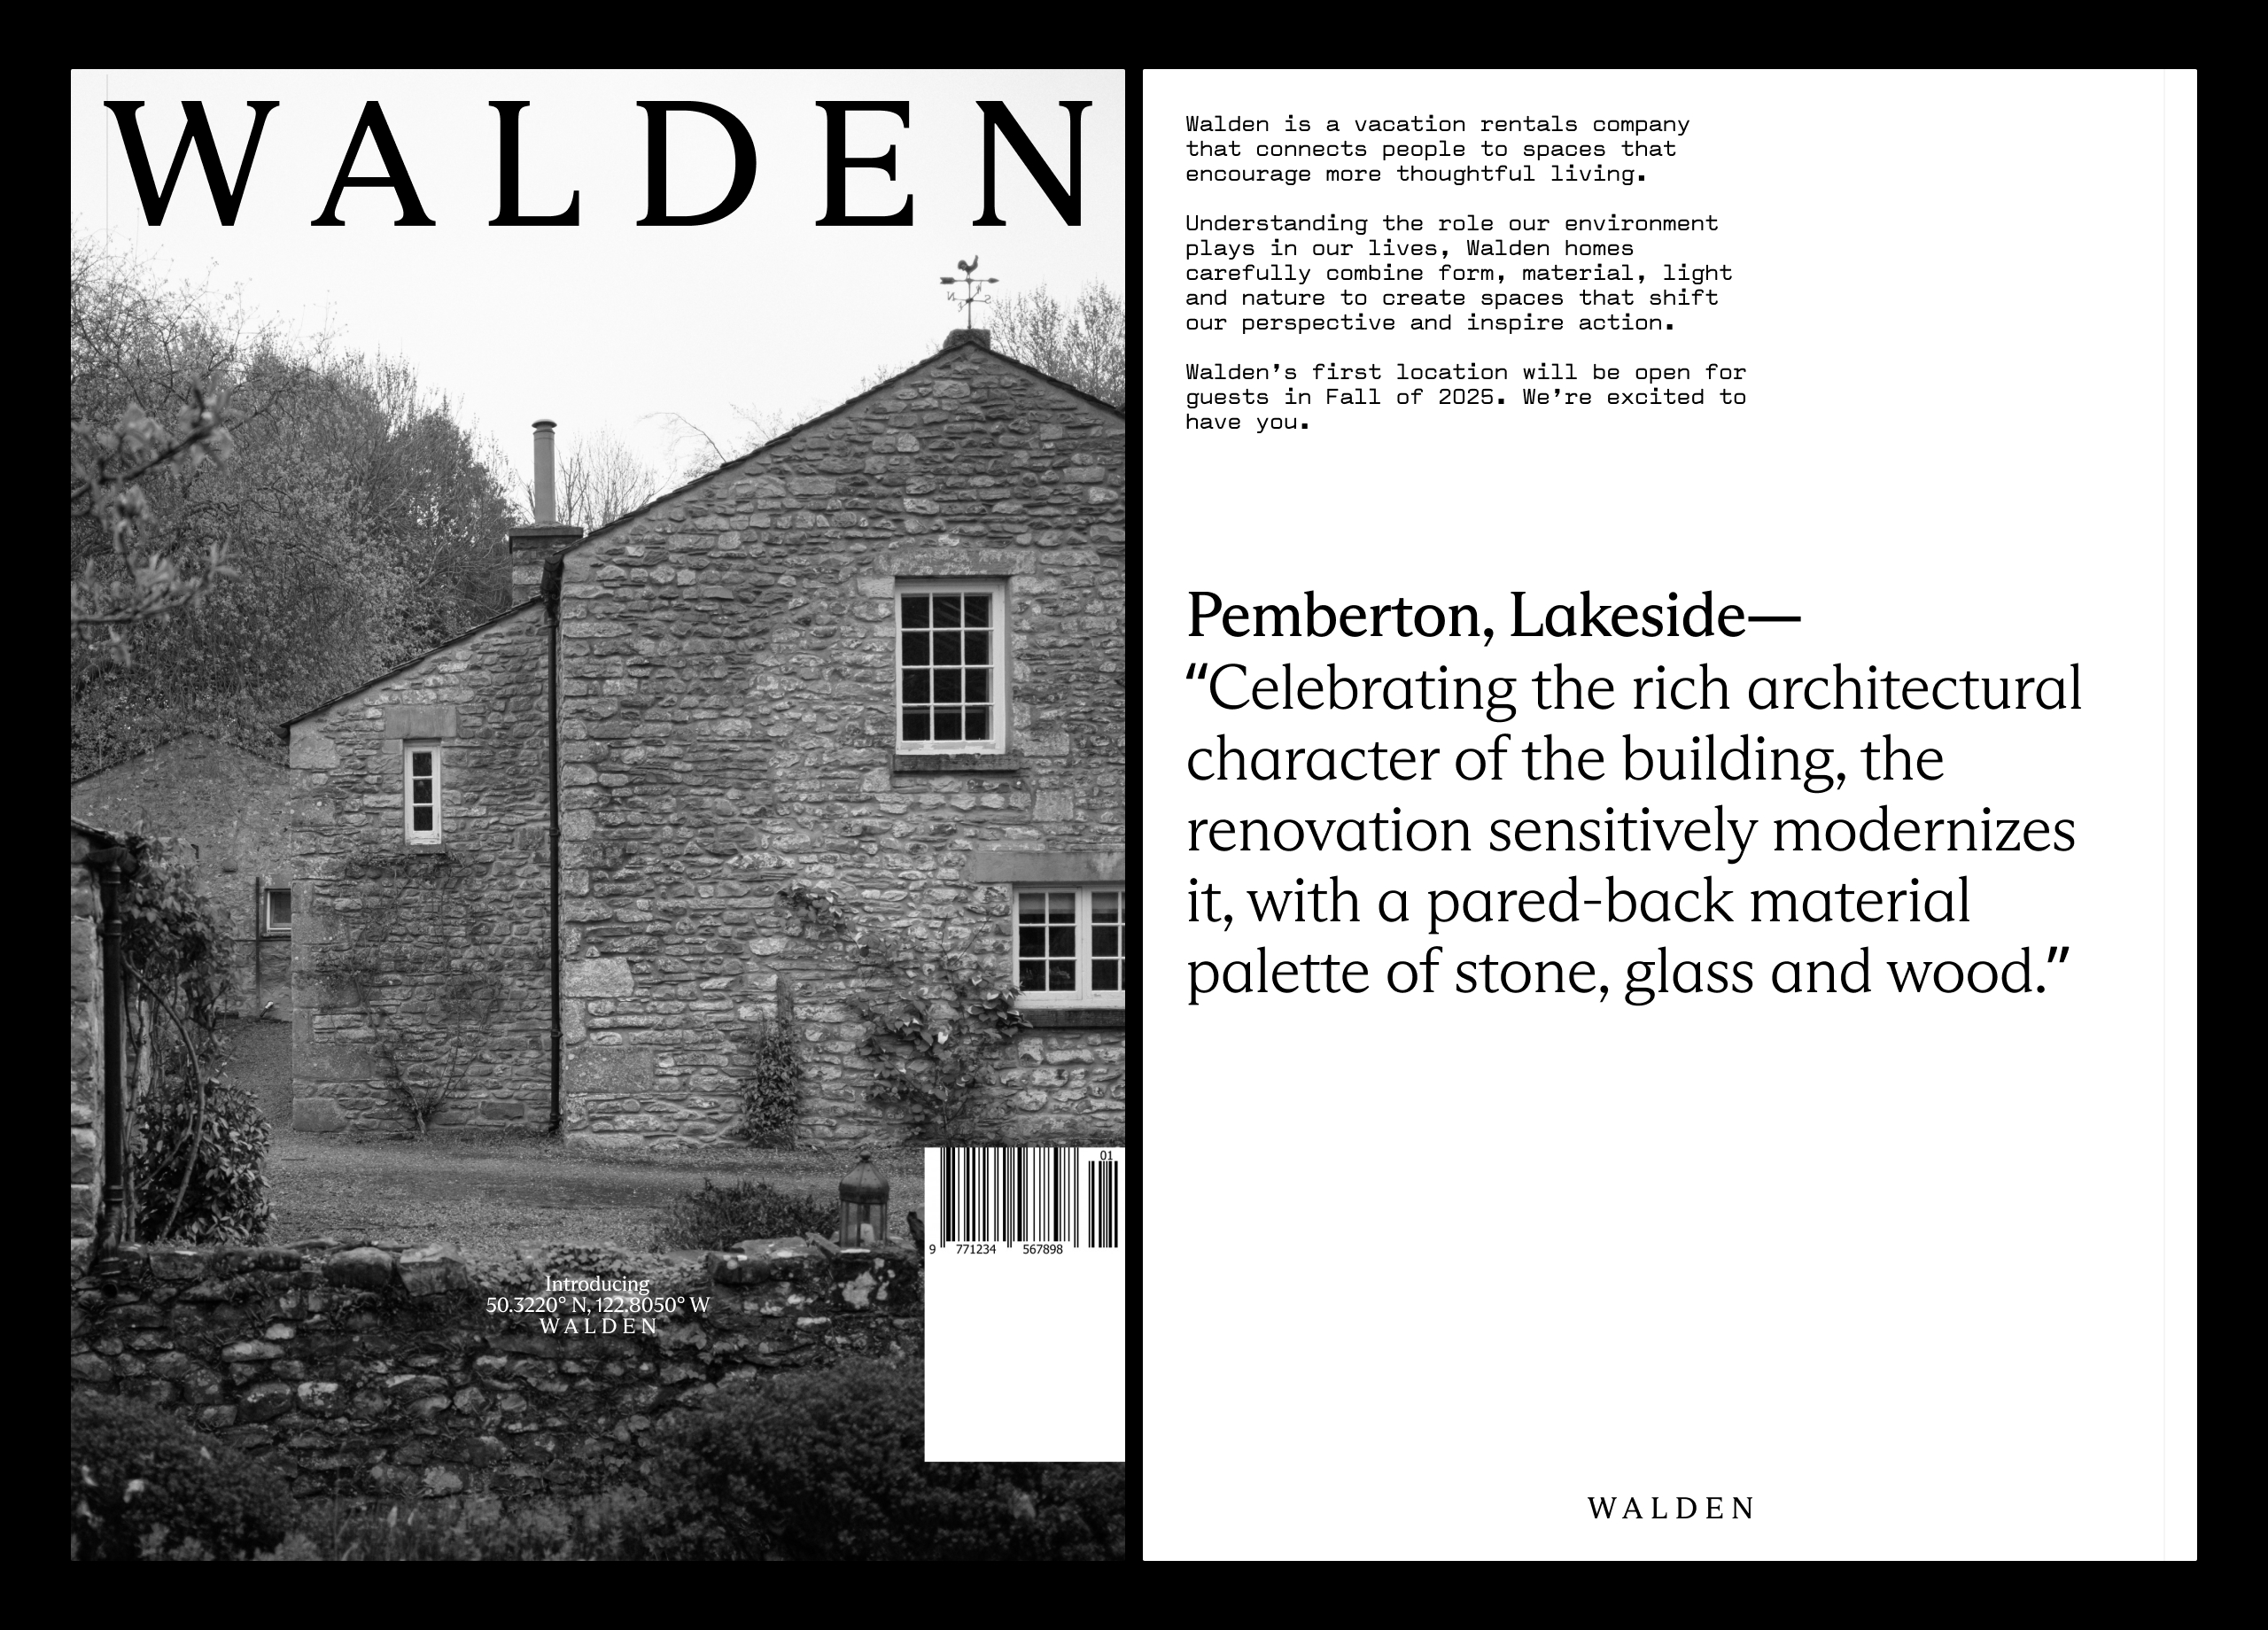 WALDEN
N S
01
9 771234 567898
Introducing
50.3220° N, 122.8050° W
WALDEN
Walden is a vacation rentals company
that connects people to spaces that
encourage more thoughtful living.
Understanding the role our environment
plays in our lives, Walden homes
carefully combine form, material, light
and nature to create spaces that shift
our perspective and inspire action.
Walden’s first location will be open for
guests in Fall of 2025. We’re excited to
have you.
Pemberton, Lakeside—
“Celebrating the rich architectural
character of the building, the
renovation sensitively modernizes
it, with a pared-back material
palette of stone, glass and wood.”
WALDEN